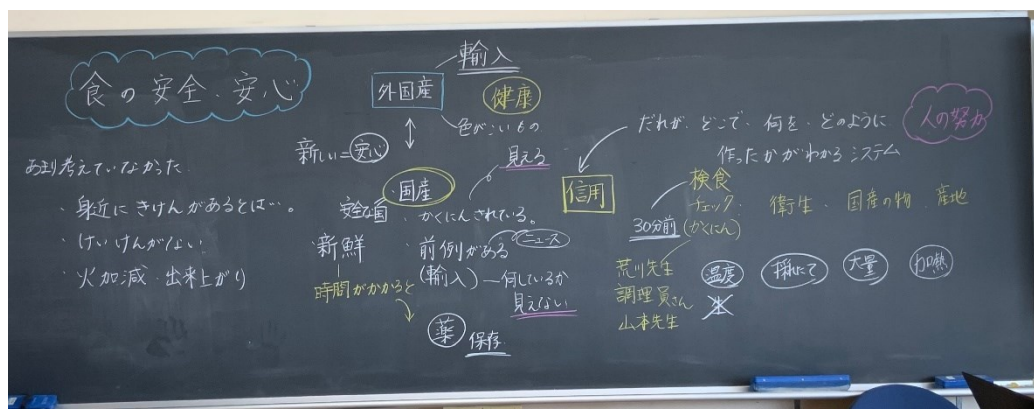 食の安全・安心
あまり考えていなかった
・身近にきけんがあるとは…。
・けいけんがない
・火加減・出来上がり
輸入
外国産
健康
色がこいもの
新しい=安心
見える
国産
安全な国
・かくにんされている。
新鮮
・前例がある
ニュース
時間がかかると
(輸入)―何しているか
見えない
薬
保存
信用
だれが、どこで、何を、どのように
作ったかがわかるシステム
人の努力
検食
チェック
衛生・国産の物・産地
30分前
(かくにん)
荒川先生
調理員さん
山本先生
温度
大量
加熱
生